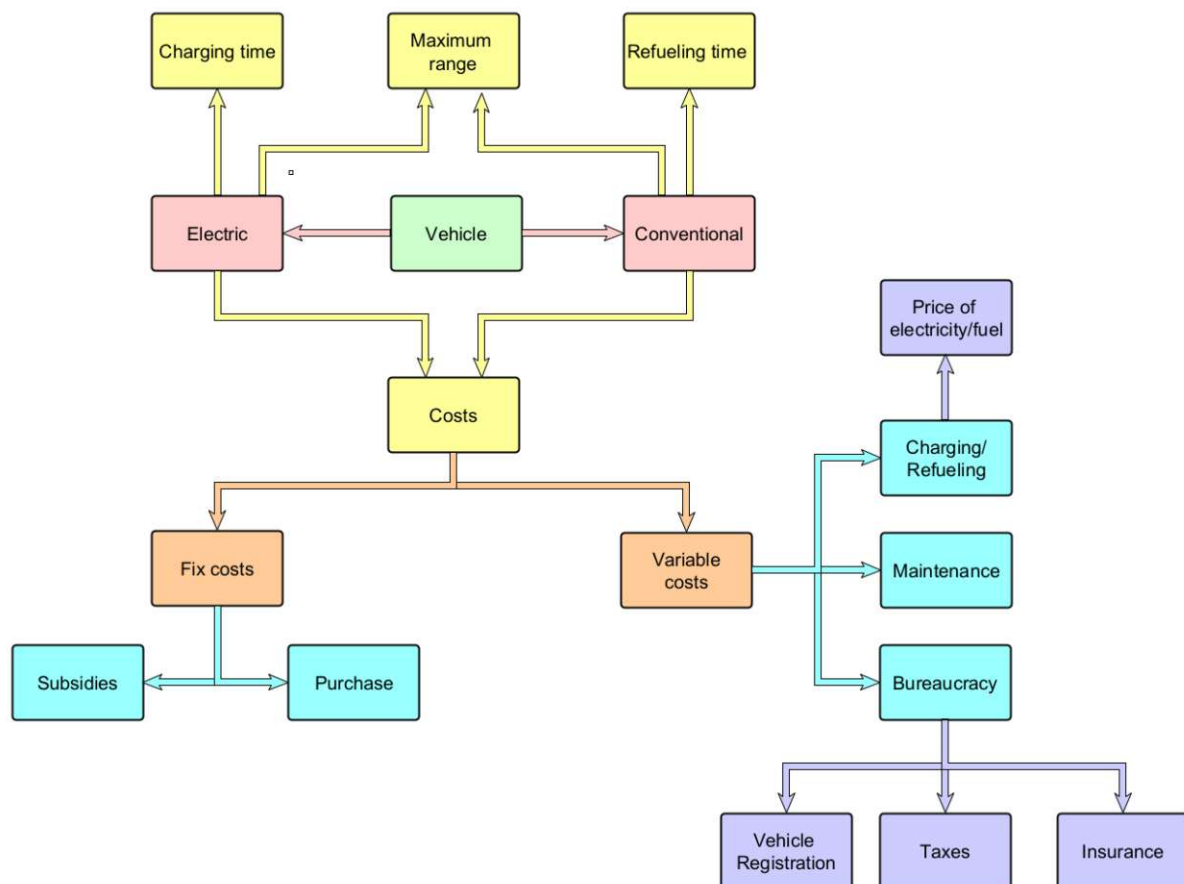 Charging time
Maximum
range
Refueling time
Electric
Vehicle
Conventional
Price of
electricity/fuel
Costs
Charging/
Refueling
Fix costs
Variable
costs
Maintenance
Subsidies
Purchase
Bureaucracy
Vehicle
Registration
Taxes
Insurance